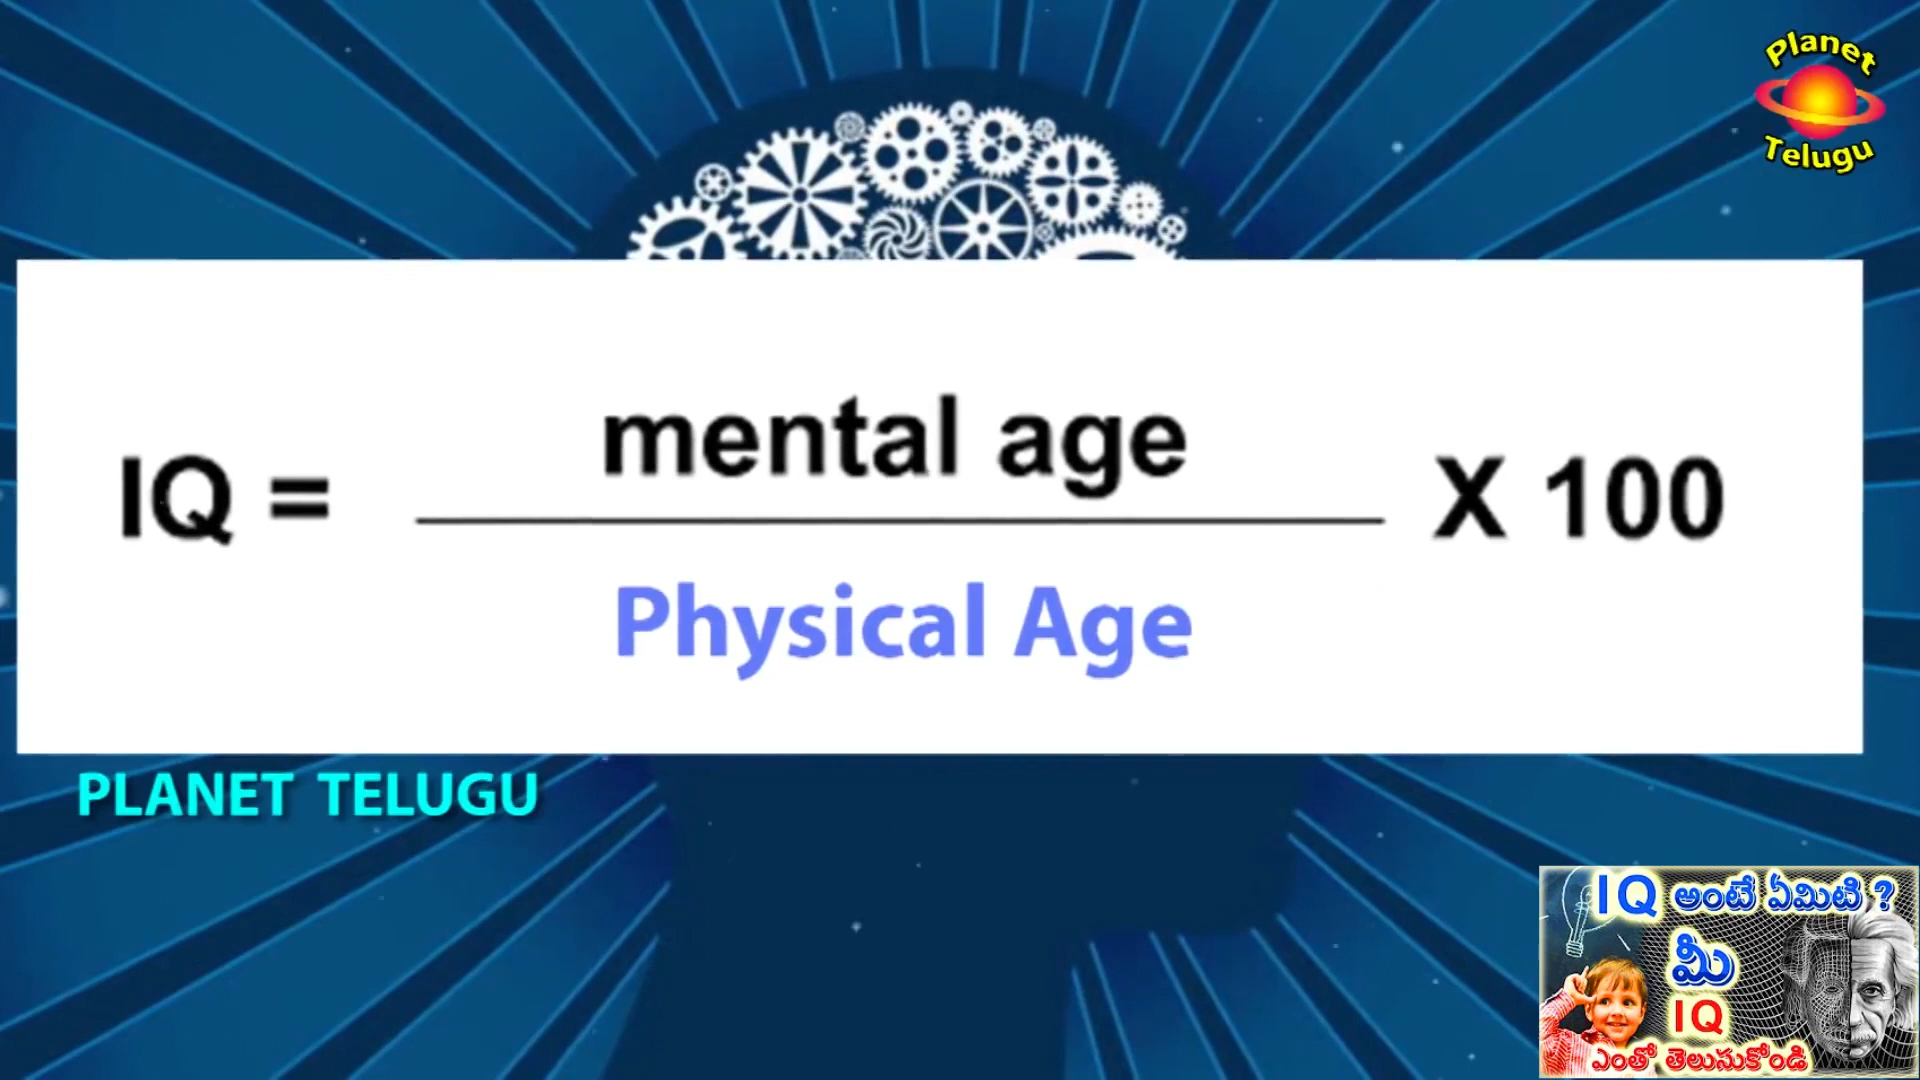 Planet
Telugu
mental age
IQ = X 100
Physical Age
PLANET TELUGU
IQ అంటే ఏమిటి ?
మీ
IQ
ఎంతో తెలుసుకోండి